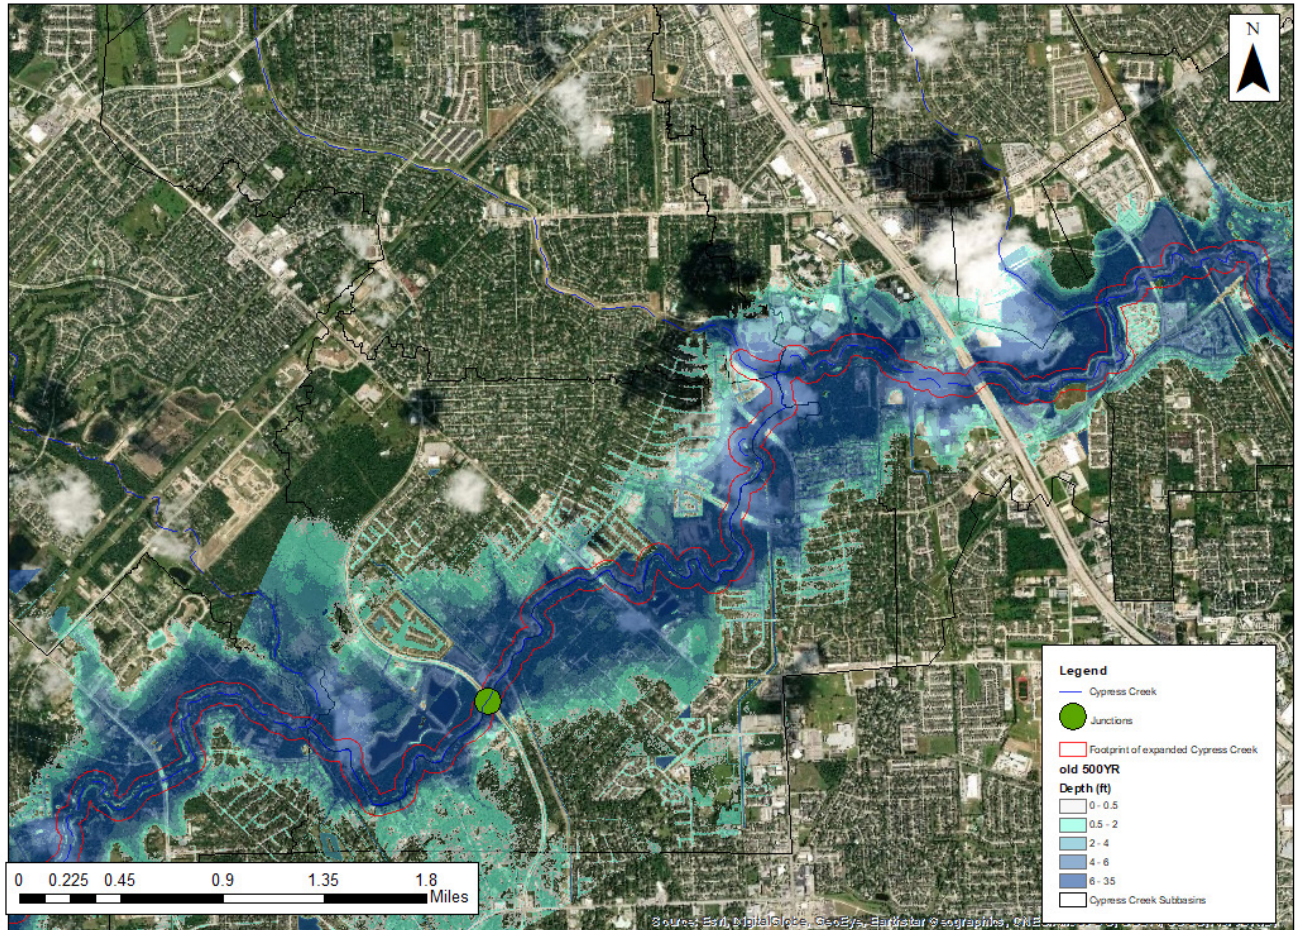 N
Legend
Cypress Creek
Junctions
Footprint of expanded Cypress Creek
old 500YR
Depth (ft)
0 - 0.5
0.5 - 2
2 - 4
4 - 6
6 - 35
Cypress Creek Subbasins
0 0.225 0.45 0.9 1.35 1.8
Miles
Source: Esri, DigitalGlobe, GeoEye, Earthstar Geographics,